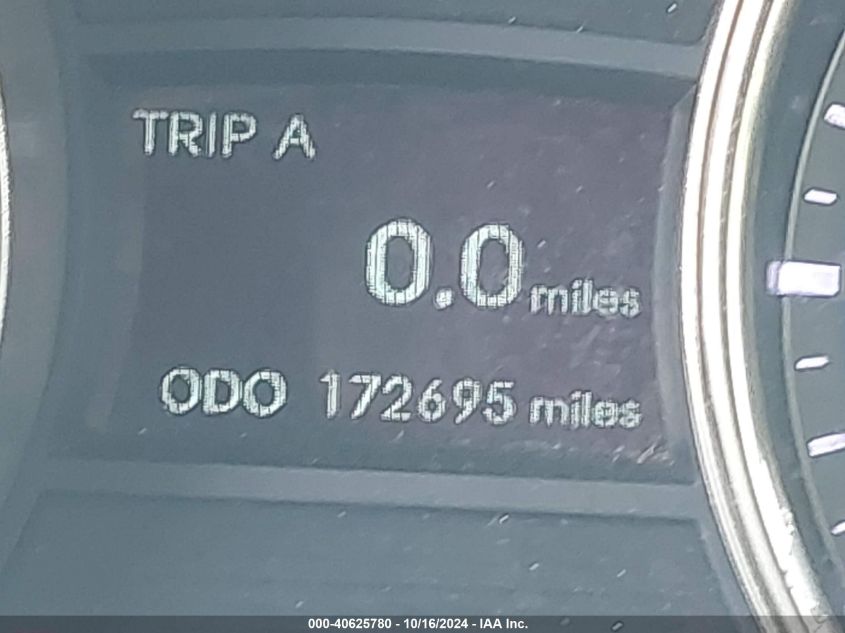 TRIP A
0.0 miles
ODO 172695 miles
000-40625780 - 10/16/2024 - IAA Inc.